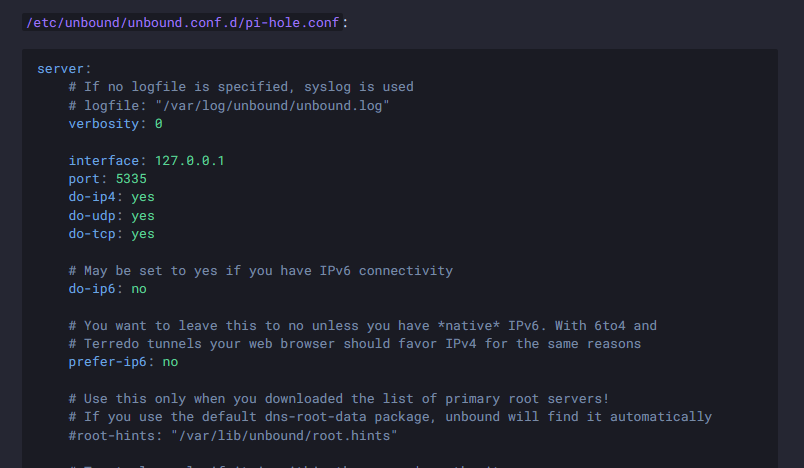 /etc/unbound/unbound.conf.d/pi-hole.conf:
server:
# If no logfile is specified, syslog is used
# logfile: "/var/log/unbound/unbound.log"
verbosity: 0
interface: 127.0.0.1
port: 5335
do-ip4: yes
do-udp: yes
do-tcp: yes
# May be set to yes if you have IPv6 connectivity
do-ip6: no
# You want to leave this to no unless you have *native* IPv6. With 6to4 and
# Terredo tunnels your web browser should favor IPv4 for the same reasons
prefer-ip6: no
# Use this only when you downloaded the list of primary root servers!
# If you use the default dns-root-data package, unbound will find it automatically
#root-hints: "/var/lib/unbound/root.hints"